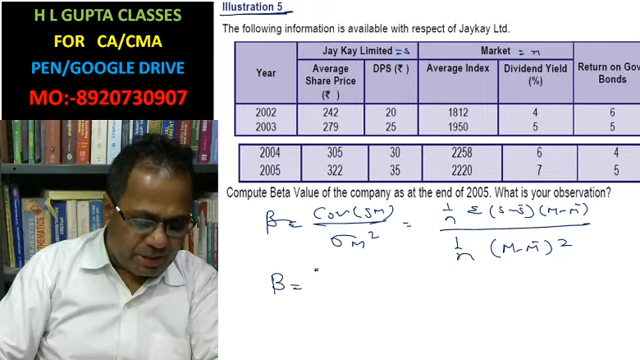 H L GUPTA CLASSES
FOR CA/CMA
PEN/GOOGLE DRIVE
MO:-8920730907
Illustration 5
The following information is available with respect of Jaykay Ltd.
Year
Jay Kay Limited = s
Market = m
Return on Gov
Bonds
Average Share Price (₹ )
DPS (₹ )
Average Index
Dividend Yield (%)
2002 242 20 1812 4 6
2003 279 25 1950 5 5
2004 305 30 2258 6 4
2005 322 35 2220 7 5
Compute Beta Value of the company as at the end of 2005. What is your observation?
β = Cov(SM) / σM² = 1/n Σ (S-S̄) (M-M̄) / 1/n (M-M̄)2
β =